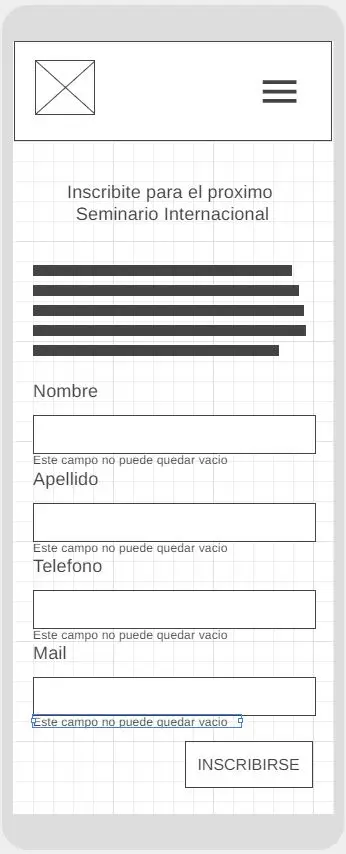 Inscribite para el proximo
Seminario Internacional
Nombre
Este campo no puede quedar vacio
Apellido
Este campo no puede quedar vacio
Telefono
Este campo no puede quedar vacio
Mail
Este campo no puede quedar vacio
INSCRIBIRSE